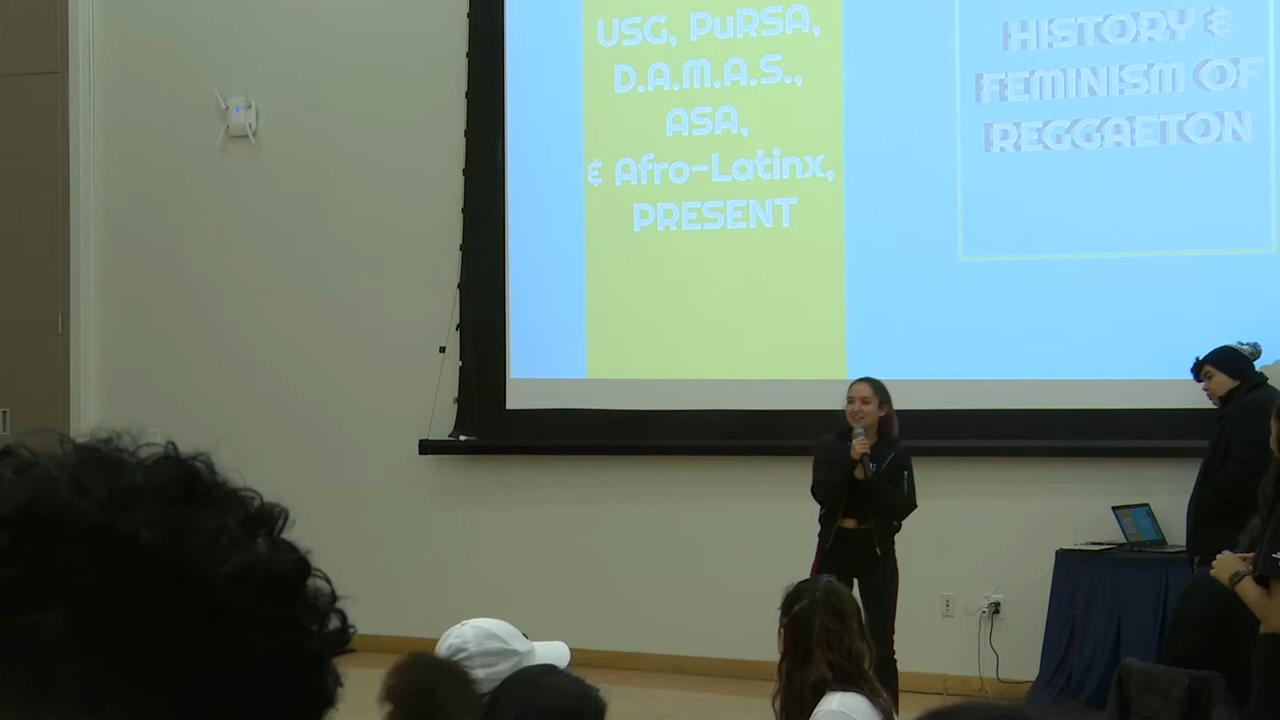 USG, PuRSA,
D.A.M.A.S.,
ASA,
& Afro-Latinx,
PRESENT
HISTORY &
FEMINISM OF
REGGAETON